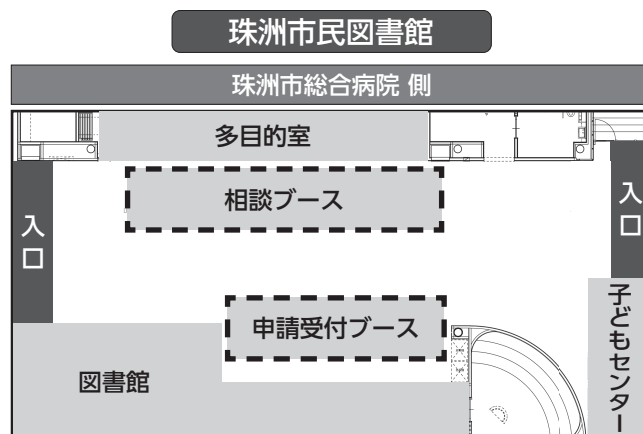 珠洲市民図書館
珠洲市総合病院 側
多目的室
相談ブース
入口
入口
申請受付ブース
子どもセンター
図書館